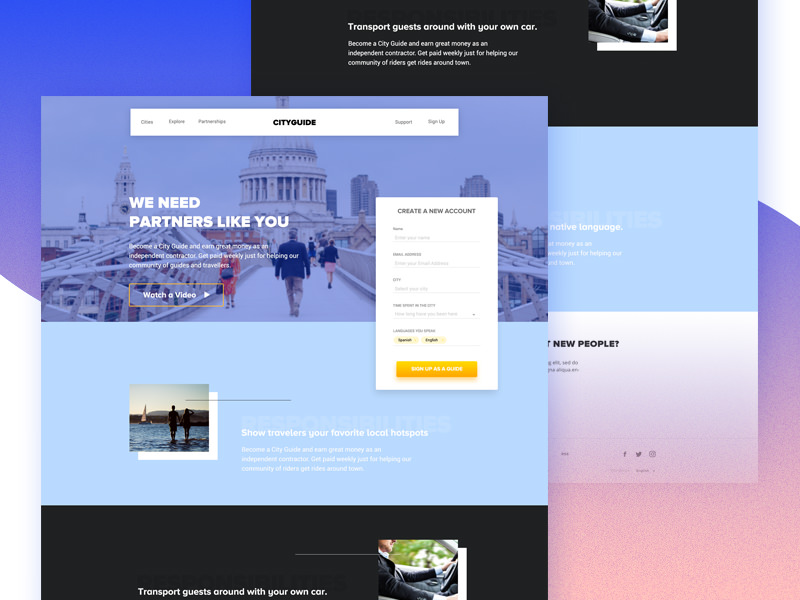 RESPONSIBILITIES
Transport guests around with your own car.
Become a City Guide and earn great money as an
independent contractor. Get paid weekly just for helping our
community of riders get rides around town.
Cities
Explore
Partnerships
CITYGUIDE
Support
Sign Up
WE NEED
PARTNERS LIKE YOU
Become a City Guide and earn great money as an
independent contractor. Get paid weekly just for helping our
community of guides and travellers.
Watch a Video
CREATE A NEW ACCOUNT
Name
Enter your name
EMAIL ADDRESS
Enter your Email Address
CITY
Select your city
TIME SPENT IN THE CITY
How long have you been here
LANGUAGES YOU SPEAK
Spanish
English
SIGN UP AS A GUIDE
RESPONSIBILITIES
Show travelers your favorite local hotspots
Become a City Guide and earn great money as an
independent contractor. Get paid weekly just for helping our
community of riders get rides around town.
RESPONSIBILITIES
Transport guests around with your own car.
native language.
at money as an
weekly just for helping our
town.
NEW PEOPLE?
elit, sed do
gna aliqua en-
English